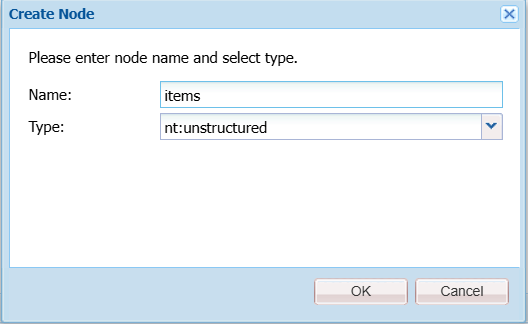 Create Node
Please enter node name and select type.
Name: items
Type: nt:unstructured
OK Cancel